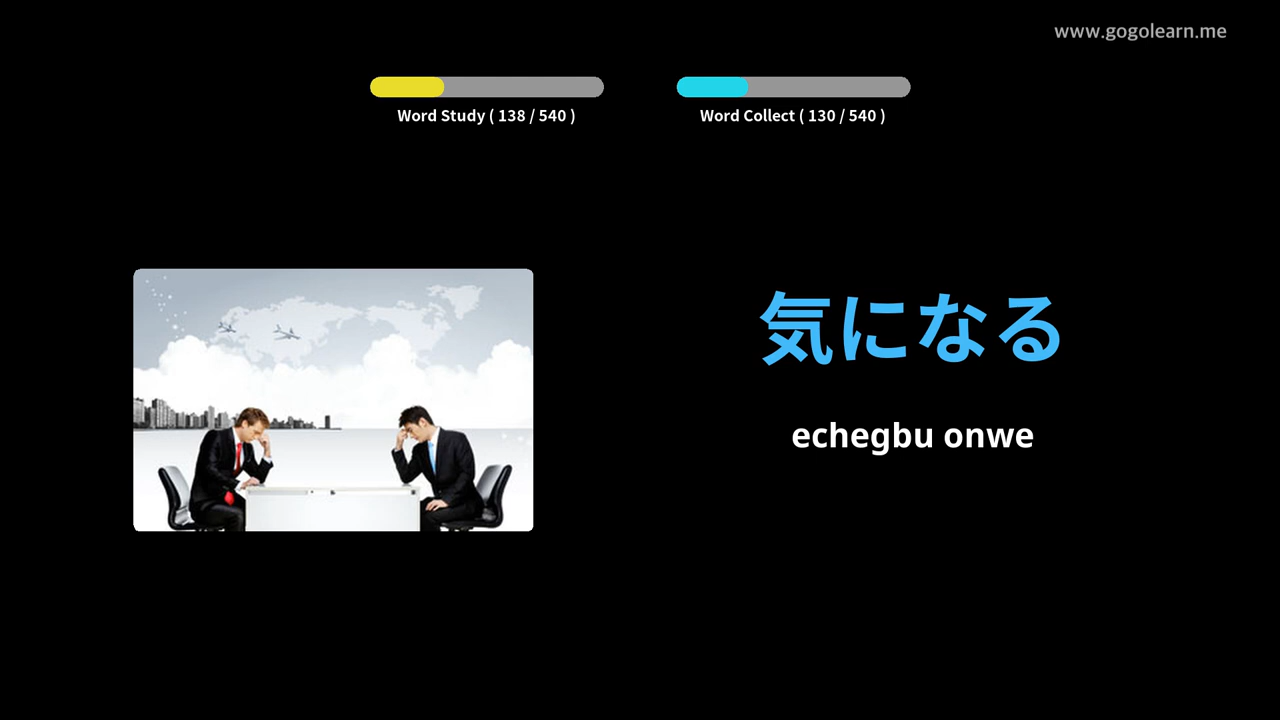 www.gogolearn.me
Word Study ( 138 / 540 )
Word Collect ( 130 / 540 )
気になる
echegbu onwe